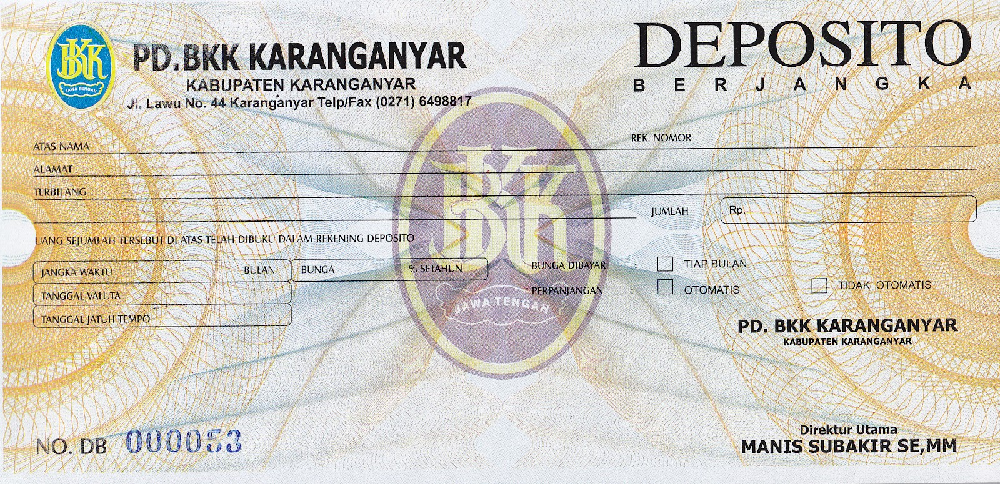 BKK
JAWA TENGAH
PD.BKK KARANGANYAR
KABUPATEN KARANGANYAR
Jl. Lawu No. 44 Karanganyar Telp/Fax (0271) 6498817
DEPOSITO
BERJANGKA
ATAS NAMA
REK. NOMOR
ALAMAT
TERBILANG
JUMLAH Rp.
UANG SEJUMLAH TERSEBUT DI ATAS TELAH DIBUKU DALAM REKENING DEPOSITO
JANGKA WAKTU BULAN BUNGA % SETAHUN
TANGGAL VALUTA
TANGGAL JATUH TEMPO
BUNGA DIBAYAR : TIAP BULAN
PERPANJANGAN : OTOMATIS TIDAK OTOMATIS
BKK
JAWA TENGAH
PD. BKK KARANGANYAR
KABUPATEN KARANGANYAR
NO. DB 000053
Direktur Utama
MANIS SUBAKIR SE,MM